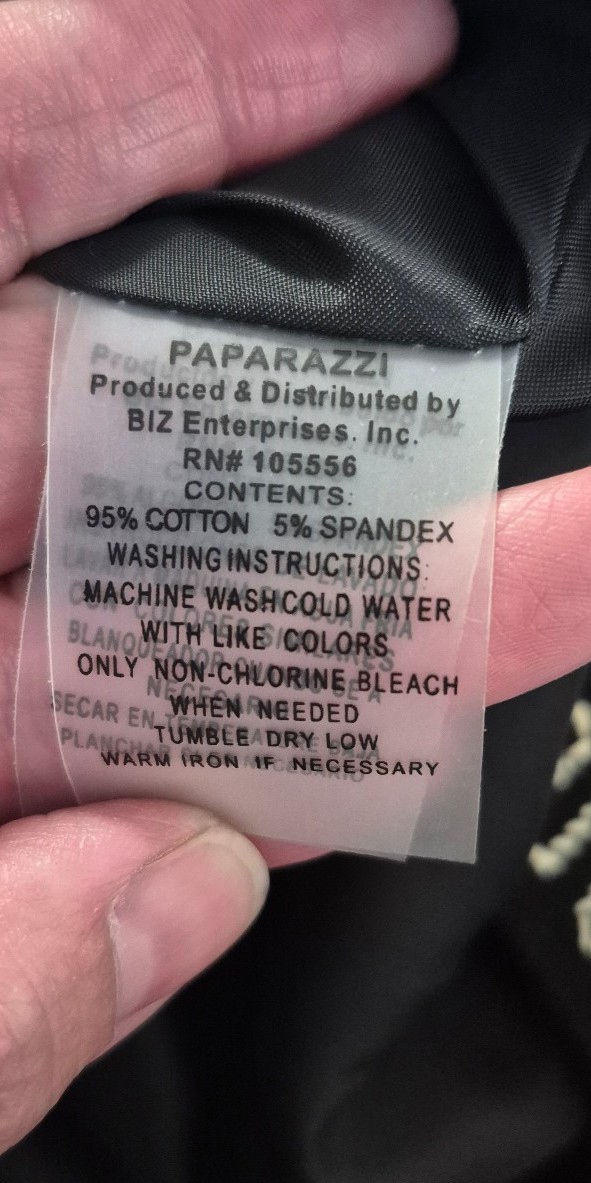 PAPARAZZI
Produced & Distributed by
BIZ Enterprises. Inc.
RN# 105556
CONTENTS:
95% COTTON 5% SPANDEX
WASHING INSTRUCTIONS:
MACHINE WASH COLD WATER
WITH LIKE COLORS
ONLY NON-CHLORINE BLEACH
WHEN NEEDED
TUMBLE DRY LOW
WARM IRON IF NECESSARY